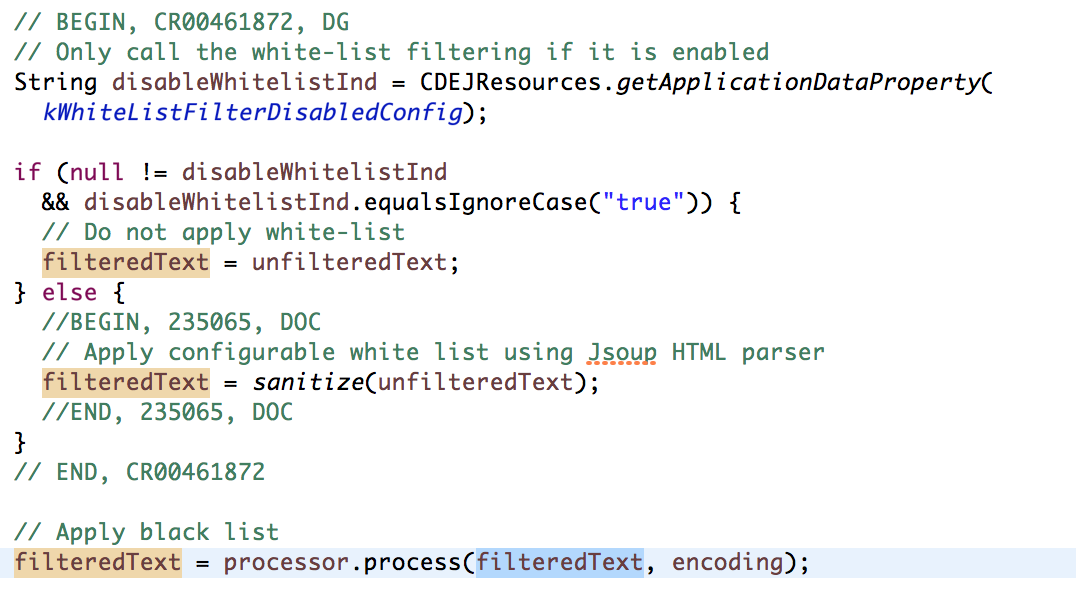 // BEGIN, CR00461872, DG
// Only call the white-list filtering if it is enabled
String disableWhitelistInd = CDEJResources.getApplicationDataProperty(
kWhiteListFilterDisabledConfig);
if (null != disableWhitelistInd
&& disableWhitelistInd.equalsIgnoreCase("true")) {
// Do not apply white-list
filteredText = unfilteredText;
} else {
//BEGIN, 235065, DOC
// Apply configurable white list using Jsoup HTML parser
filteredText = sanitize(unfilteredText);
//END, 235065, DOC
}
// END, CR00461872
// Apply black list
filteredText = processor.process(filteredText, encoding);